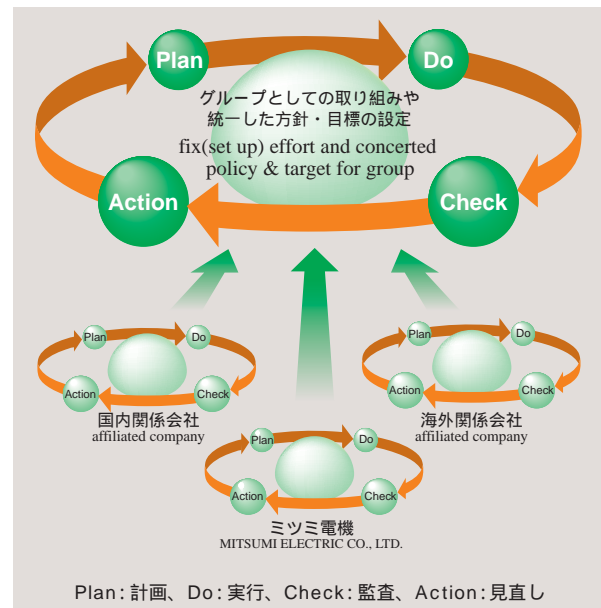 Plan
Do
グループとしての取り組みや
統一した方針・目標の設定
fix(set up) effort and concerted
policy & target for group
Action
Check
Plan
Do
Action
Check
国内関係会社
affiliated company
Plan
Do
Action
Check
海外関係会社
affiliated company
Plan
Do
Action
Check
ミツミ電機
MITSUMI ELECTRIC CO., LTD.
Plan:計画、Do:実行、Check:監査、Action:見直し